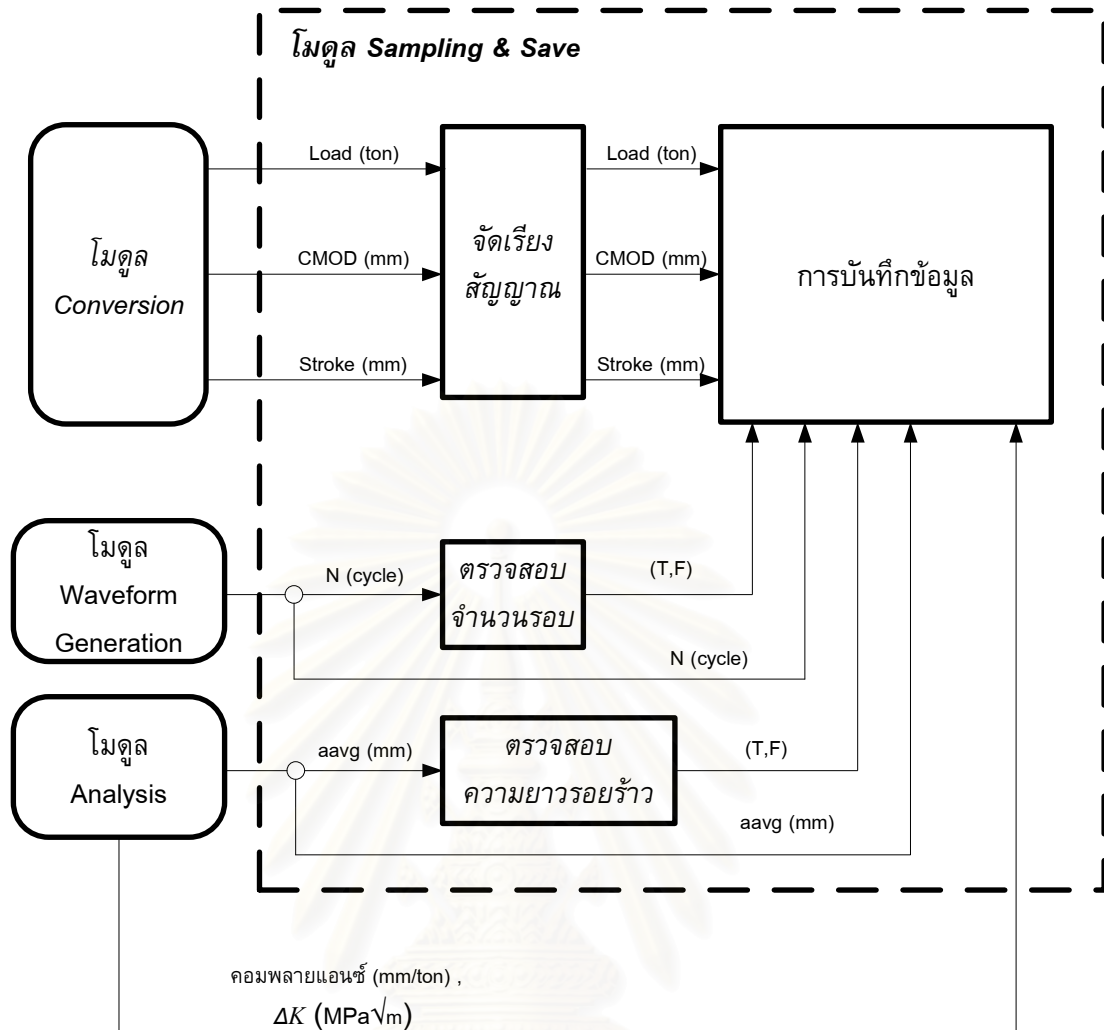 โมดูล Sampling & Save
Load (ton)
Load (ton)
โมดูล
Conversion
CMOD (mm)
จัดเรียง
สัญญาณ
CMOD (mm)
การบันทึกข้อมูล
Stroke (mm)
Stroke (mm)
โมดูล
Waveform
Generation
N (cycle)
ตรวจสอบ
จำนวนรอบ
(T,F)
N (cycle)
โมดูล
Analysis
aavg (mm)
ตรวจสอบ
ความยาวรอยร้าว
(T,F)
aavg (mm)
คอมพลายแอนซ์ (mm/ton) ,
ΔK (MPa√m)